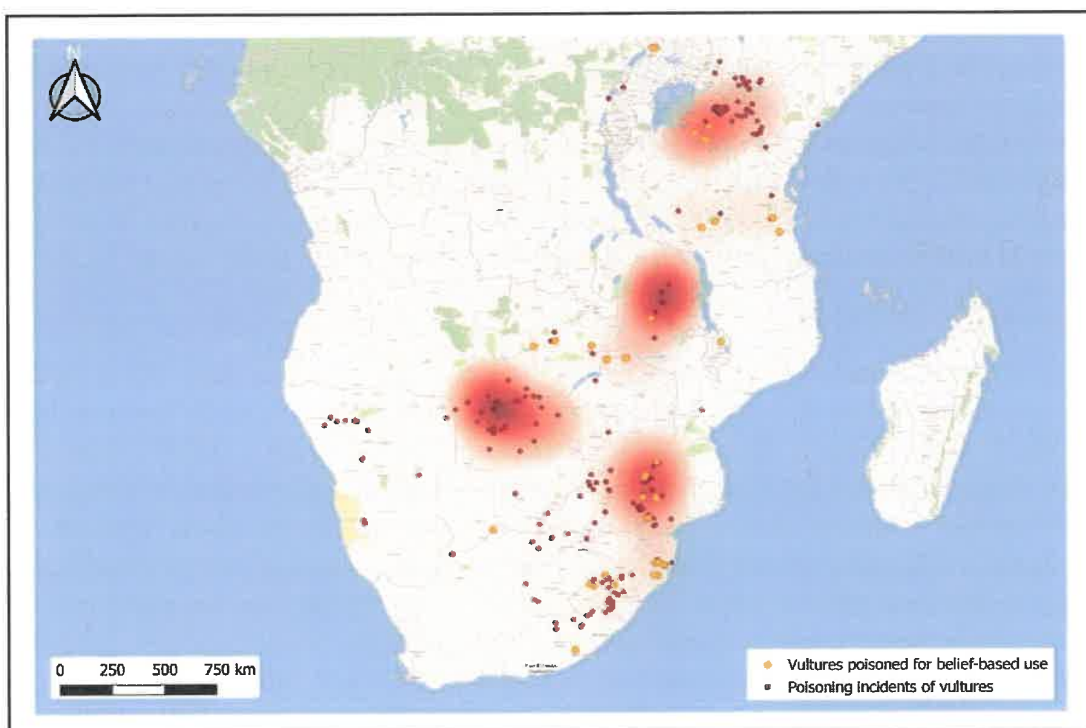 N
0 250 500 750 km
Vultures poisoned for belief-based use
Poisoning incidents of vultures